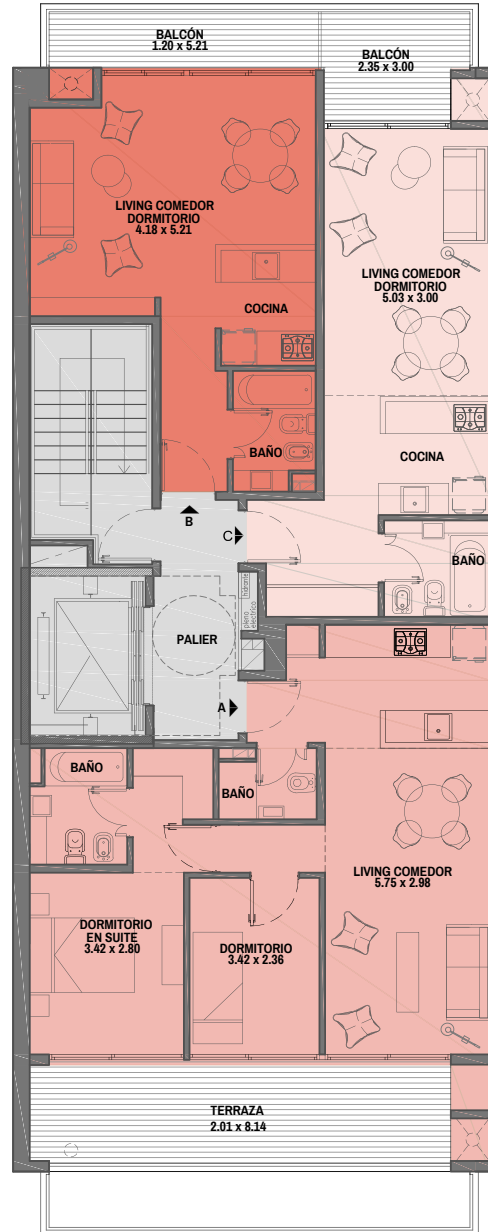 BALCÓN
1.20 x 5.21
BALCÓN
2.35 x 3.00
LIVING COMEDOR
DORMITORIO
4.18 x 5.21
COCINA
LIVING COMEDOR
DORMITORIO
5.03 x 3.00
COCINA
BAÑO
B
C
BAÑO
hidrante
pleno
eléctrico
PALIER
A
BAÑO
BAÑO
LIVING COMEDOR
5.75 x 2.98
DORMITORIO
EN SUITE
3.42 x 2.80
DORMITORIO
3.42 x 2.36
TERRAZA
2.01 x 8.14